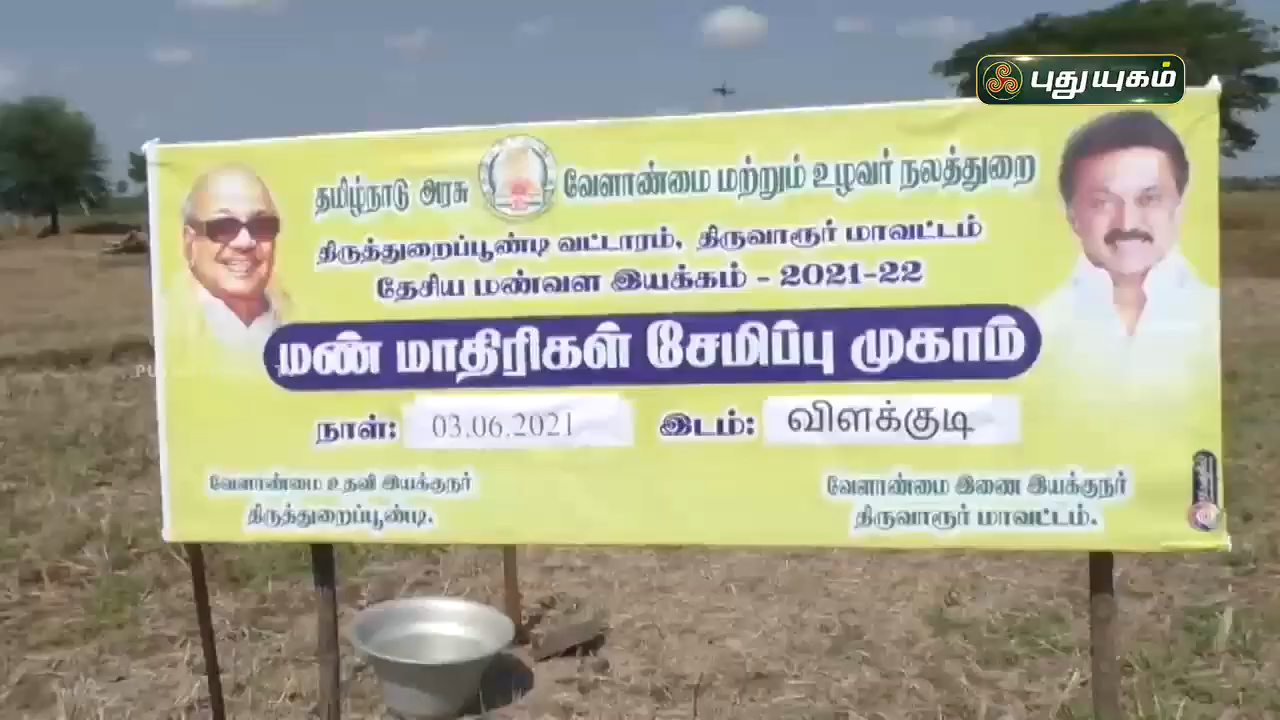 புதுயுகம்
தமிழ்நாடு அரசு வேளாண்மை மற்றும் உழவர் நலத்துறை
திருத்துறைப்பூண்டி வட்டாரம், திருவாரூர் மாவட்டம்
தேசிய மண்வள இயக்கம் - 2021-22
மண் மாதிரிகள் சேமிப்பு முகாம்
நாள்: 03.06.2021 இடம்: விளக்குடி
வேளாண்மை உதவி இயக்குநர்
திருத்துறைப்பூண்டி.
வேளாண்மை இணை இயக்குநர்
திருவாரூர் மாவட்டம்.